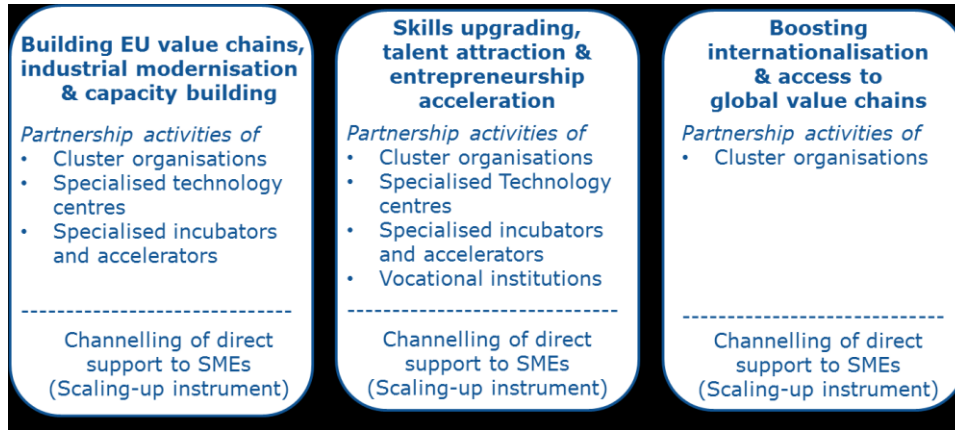 Building EU value chains,
industrial modernisation
& capacity building
Partnership activities of
• Cluster organisations
• Specialised technology
centres
• Specialised incubators
and accelerators
------------------------------
Channelling of direct
support to SMEs
(Scaling-up instrument)
Skills upgrading,
talent attraction &
entrepreneurship
acceleration
Partnership activities of
• Cluster organisations
• Specialised Technology
centres
• Specialised incubators
and accelerators
• Vocational institutions
------------------------------
Channelling of direct
support to SMEs
(Scaling-up instrument)
Boosting
internationalisation
& access to
global value chains
Partnership activities of
• Cluster organisations
-----------------------------
Channelling of direct
support to SMEs
(Scaling-up instrument)